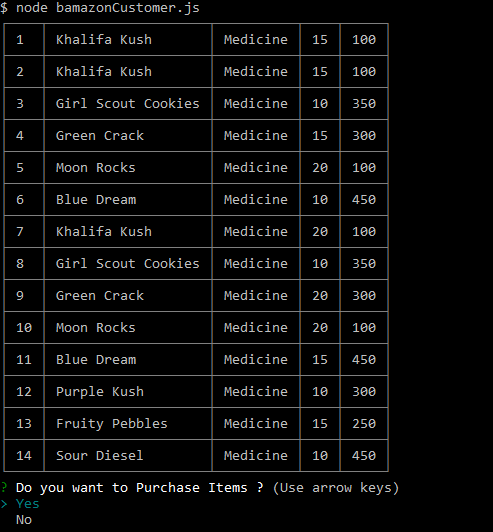 $ node bamazonCustomer.js
1 Khalifa Kush Medicine 15 100
2 Khalifa Kush Medicine 15 100
3 Girl Scout Cookies Medicine 10 350
4 Green Crack Medicine 15 300
5 Moon Rocks Medicine 20 100
6 Blue Dream Medicine 10 450
7 Khalifa Kush Medicine 20 100
8 Girl Scout Cookies Medicine 10 350
9 Green Crack Medicine 20 300
10 Moon Rocks Medicine 20 100
11 Blue Dream Medicine 15 450
12 Purple Kush Medicine 10 300
13 Fruity Pebbles Medicine 15 250
14 Sour Diesel Medicine 10 450
? Do you want to Purchase Items ? (Use arrow keys)
> Yes
No